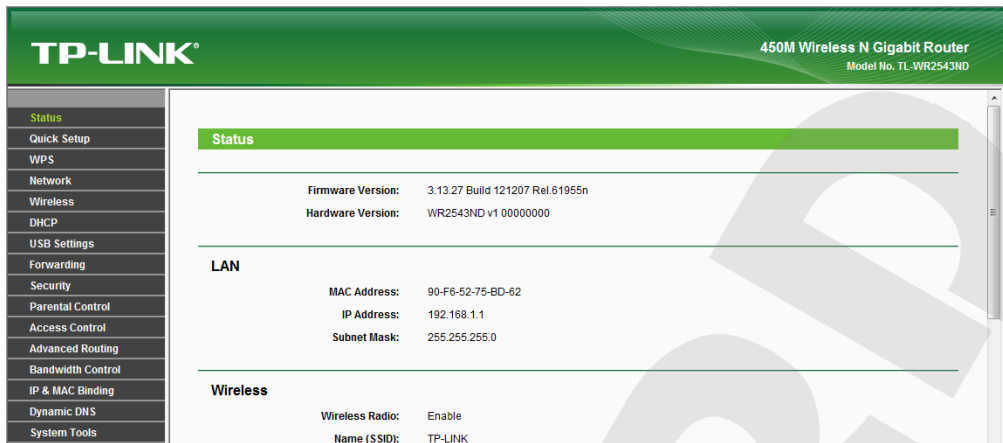 TP-LINK®
450M Wireless N Gigabit Router
Model No. TL-WR2543ND
Status
Quick Setup
WPS
Network
Wireless
DHCP
USB Settings
Forwarding
Security
Parental Control
Access Control
Advanced Routing
Bandwidth Control
IP & MAC Binding
Dynamic DNS
System Tools
Status
Firmware Version: 3.13.27 Build 121207 Rel.61955n
Hardware Version: WR2543ND v1 00000000
LAN
MAC Address: 90-F6-52-75-BD-62
IP Address: 192.168.1.1
Subnet Mask: 255.255.255.0
Wireless
Wireless Radio: Enable
Name (SSID): TP-LINK